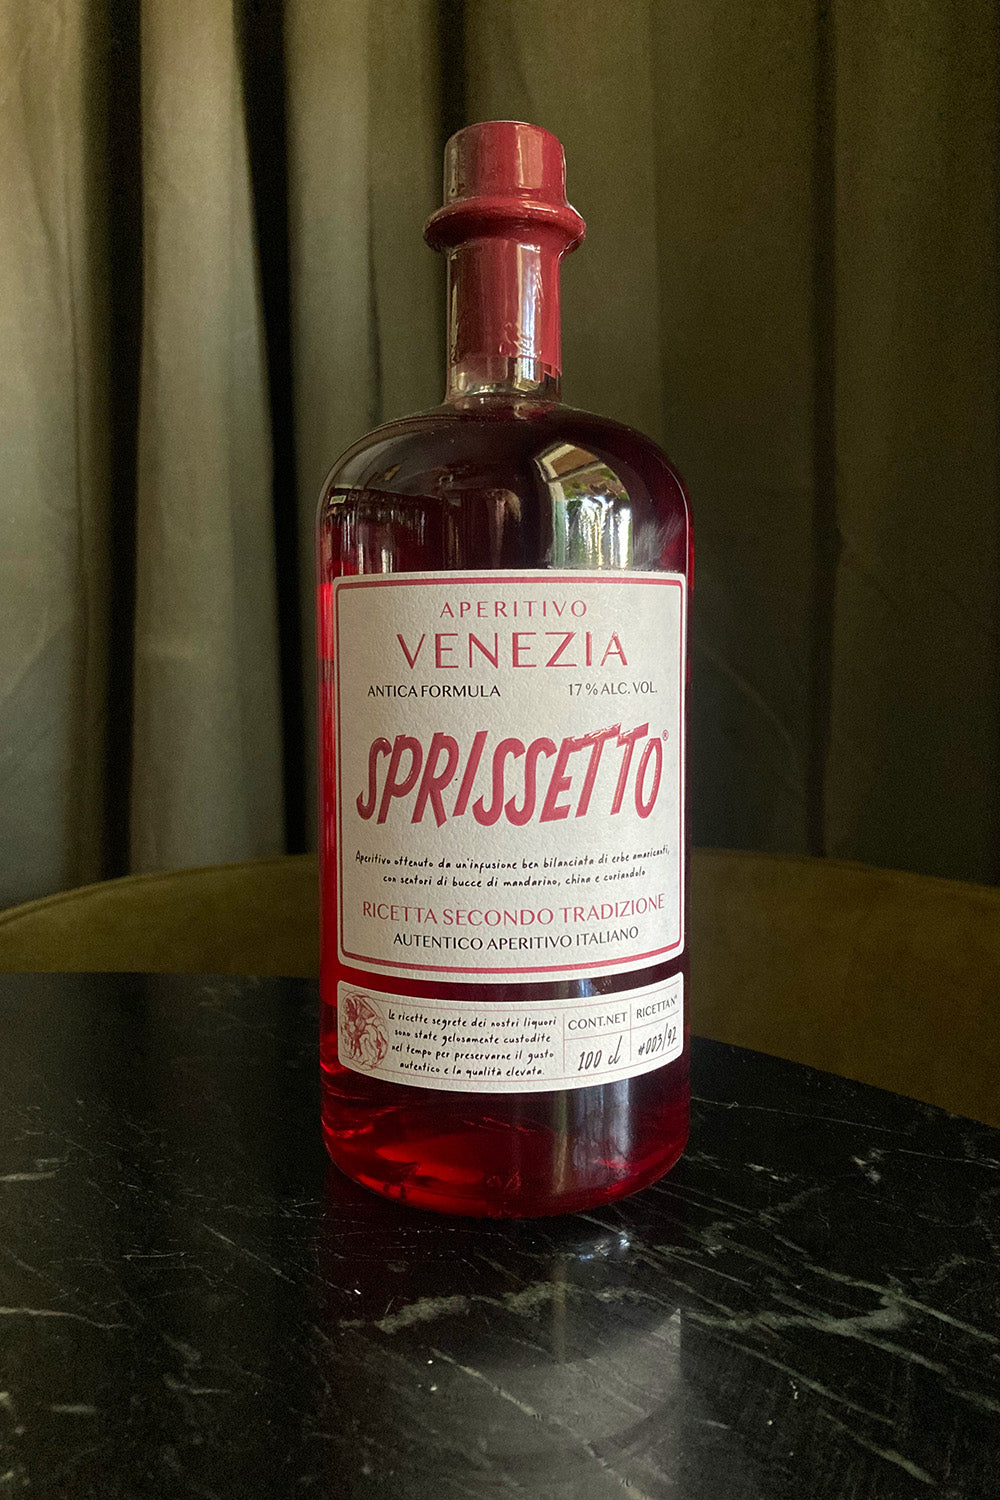 APERITIVO
VENEZIA
ANTICA FORMULA 17% ALC. VOL.
SPRISSETTO®
Aperitivo ottenuto da un'infusione ben bilanciata di erbe amaricanti,
con sentori di bucce di mandarino, china e coriandolo
RICETTA SECONDO TRADIZIONE
AUTENTICO APERITIVO ITALIANO
Le ricette segrete dei nostri liquori
sono state gelosamente custodite
nel tempo per preservarne il gusto
autentico e la qualità elevata.
CONT. NET
100 cl
RICETTA N°
#003/92